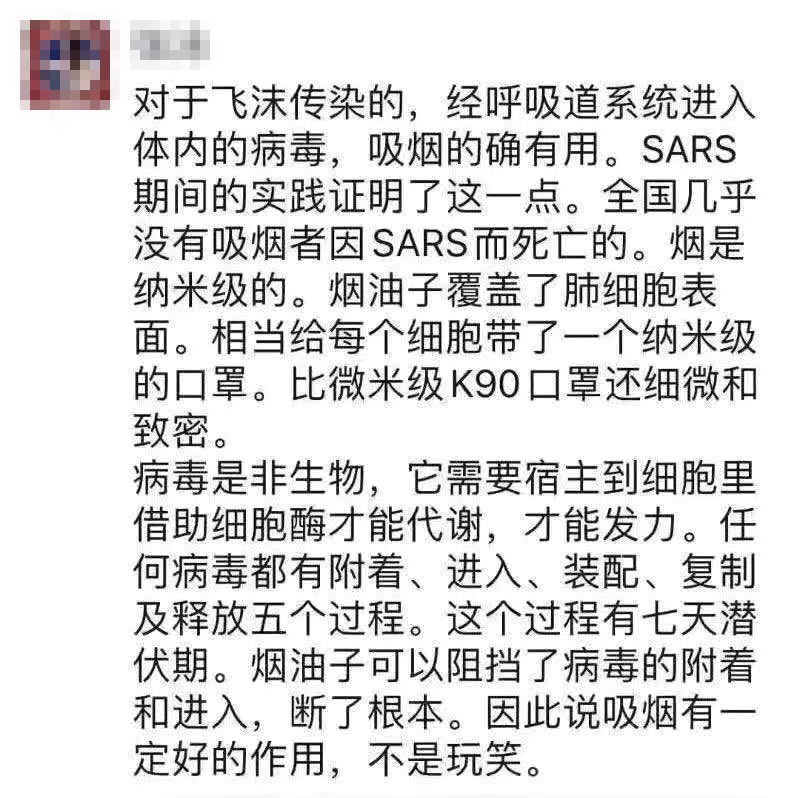 对于飞沫传染的，经呼吸道系统进入
体内的病毒，吸烟的确有用。SARS
期间的实践证明了这一点。全国几乎
没有吸烟者因SARS而死亡的。烟是
纳米级的。烟油子覆盖了肺细胞表
面。相当给每个细胞带了一个纳米级
的口罩。比微米级K90口罩还细微和
致密。
病毒是非生物，它需要宿主到细胞里
借助细胞酶才能代谢，才能发力。任
何病毒都有附着、进入、装配、复制
及释放五个过程。这个过程有七天潜
伏期。烟油子可以阻挡了病毒的附着
和进入，断了根本。因此说吸烟有一
定好的作用，不是玩笑。